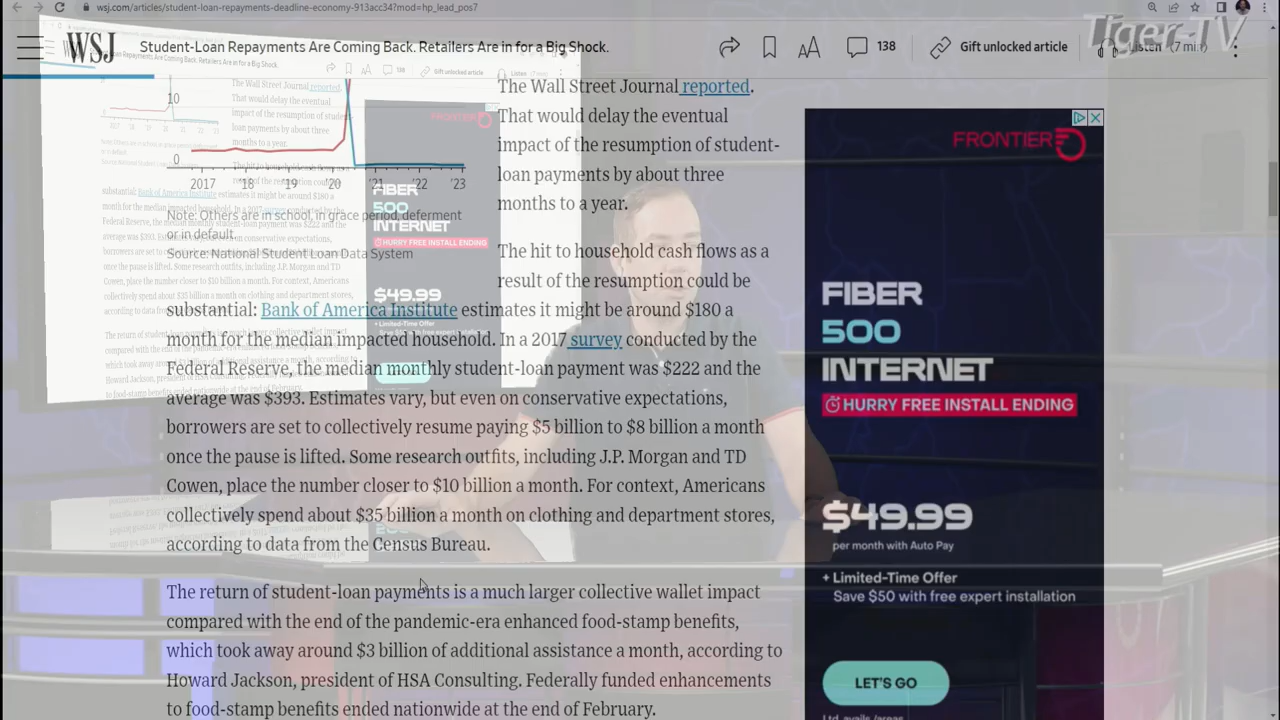 wsj.com/articles/student-loan-repayments-deadline-economy-913acc34?mod=hp_lead_pos7
WSJ
Student-Loan Repayments Are Coming Back. Retailers Are in for a Big Shock.
138
Gift unlocked article
Listen (7 min)
Tiger-TV
The Wall Street Journal reported.
That would delay the eventual
impact of the resumption of student-
loan payments by about three
months to a year.
10
0
2017 '18 '19 '20 '21 '22 '23
Note: Others are in school, in grace period, deferment
or in default
Source: National Student Loan Data System
The hit to household cash flows as a
result of the resumption could be
substantial: Bank of America Institute estimates it might be around $180 a
month for the median impacted household. In a 2017 survey conducted by the
Federal Reserve, the median monthly student-loan payment was $222 and the
average was $393. Estimates vary, but even on conservative expectations,
borrowers are set to collectively resume paying $5 billion to $8 billion a month
once the pause is lifted. Some research outfits, including J.P. Morgan and TD
Cowen, place the number closer to $10 billion a month. For context, Americans
collectively spend about $35 billion a month on clothing and department stores,
according to data from the Census Bureau.
The return of student-loan payments is a much larger collective wallet impact
compared with the end of the pandemic-era enhanced food-stamp benefits,
which took away around $3 billion of additional assistance a month, according to
Howard Jackson, president of HSA Consulting. Federally funded enhancements
to food-stamp benefits ended nationwide at the end of February.
FRONTIER
FIBER
500
INTERNET
HURRY FREE INSTALL ENDING
$49.99
per month with Auto Pay
+ Limited-Time Offer
Save $50 with free expert installation
LET'S GO
FIBER
500
INTERNET
HURRY FREE INSTALL ENDING
$49.99
+ Limited-Time Offer